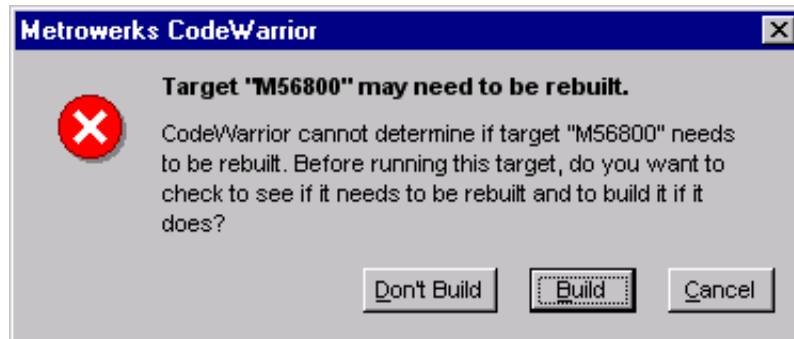 Metrowerks CodeWarrior
Target "M56800" may need to be rebuilt.
CodeWarrior cannot determine if target "M56800" needs
to be rebuilt. Before running this target, do you want to
check to see if it needs to be rebuilt and to build it if it
does?
Don't Build Build Cancel